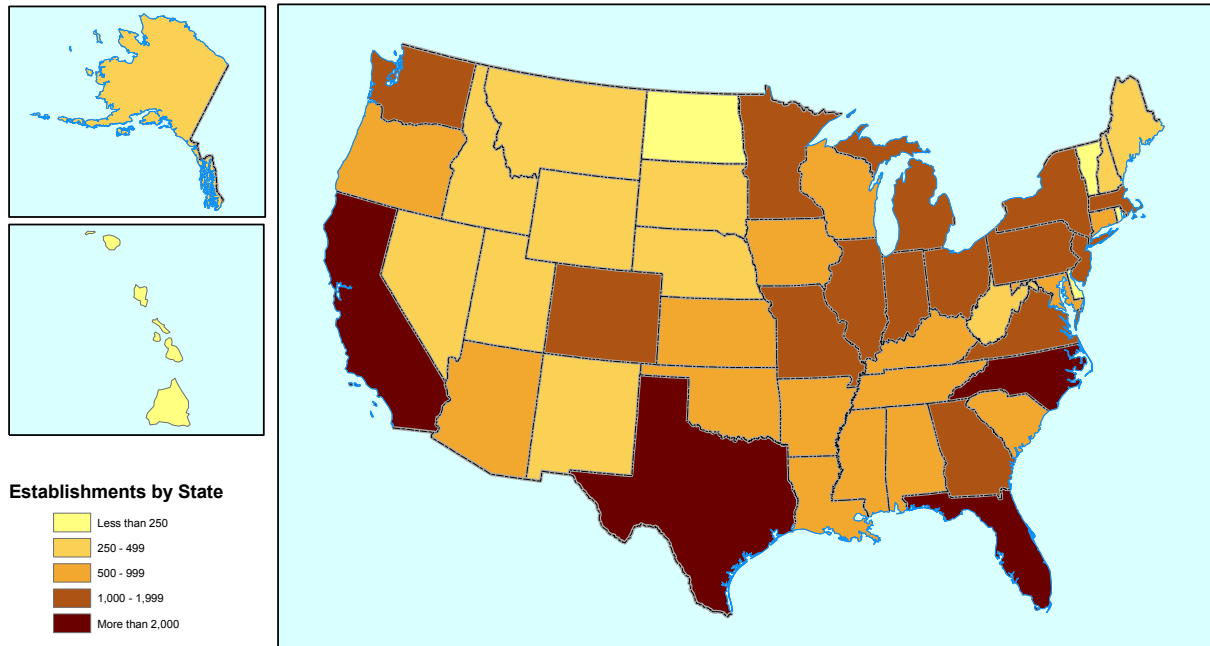 Establishments by State
Less than 250
250 - 499
500 - 999
1,000 - 1,999
More than 2,000